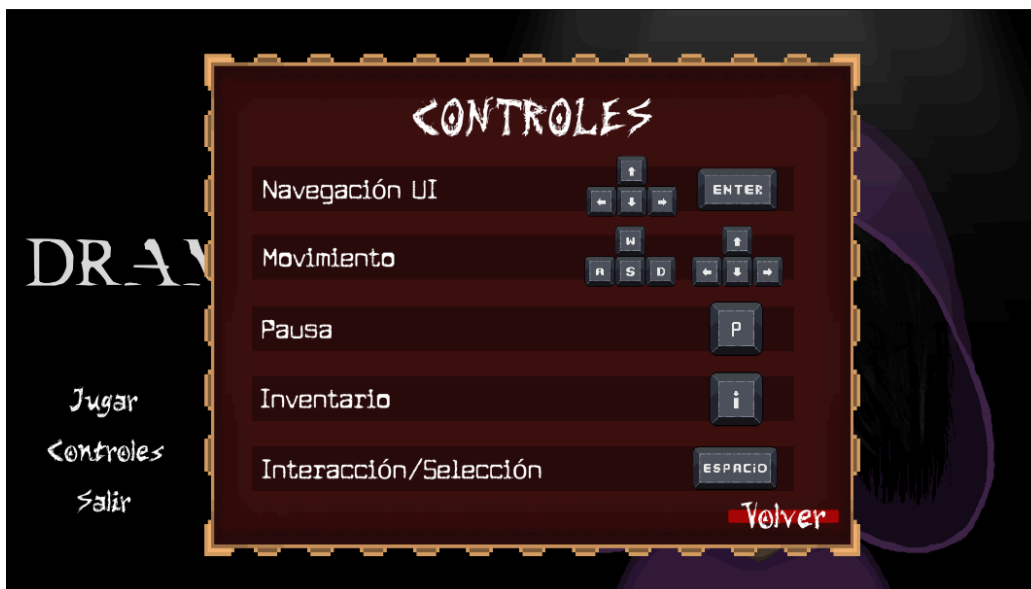 CONTROLES
Navegación UI
ENTER
Movimiento
W
A S D
Pausa
P
Inventario
i
Interacción/Selección
ESPACIO
Volver
Jugar
Controles
Salir